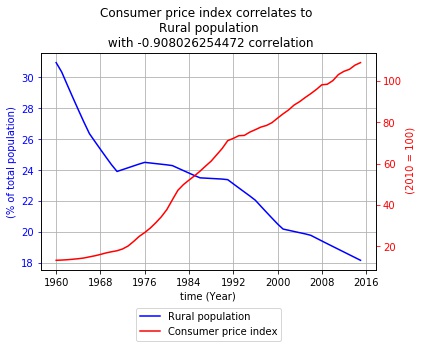 Consumer price index correlates to
Rural population
with -0.908026254472 correlation
(% of total population)
30
28
26
24
22
20
18
100
80
60
40
20
(2010 = 100)
1960 1968 1976 1984 1992 2000 2008 2016
time (Year)
Rural population
Consumer price index